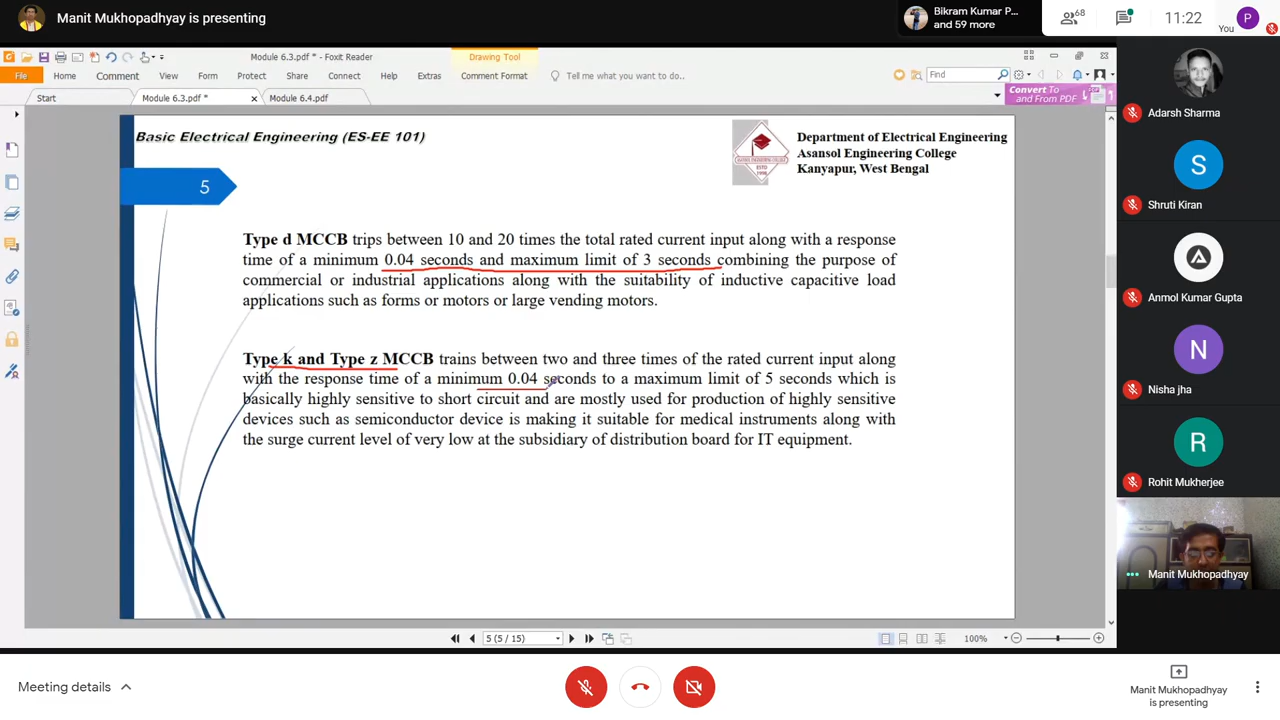 Manit Mukhopadhyay is presenting
Bikram Kumar P...
and 59 more
68
11:22
You
P
Module 6.3.pdf * - Foxit Reader
Drawing Tool
File
Home
Comment
View
Form
Protect
Share
Connect
Help
Extras
Comment Format
Tell me what you want to do..
Find
Start
Module 6.3.pdf *
Module 6.4.pdf
Convert To
and From PDF
Basic Electrical Engineering (ES-EE 101)
Department of Electrical Engineering
Asansol Engineering College
Kanyapur, West Bengal
5
Type d MCCB trips between 10 and 20 times the total rated current input along with a response
time of a minimum 0.04 seconds and maximum limit of 3 seconds combining the purpose of
commercial or industrial applications along with the suitability of inductive capacitive load
applications such as forms or motors or large vending motors.
Type k and Type z MCCB trains between two and three times of the rated current input along
with the response time of a minimum 0.04 seconds to a maximum limit of 5 seconds which is
basically highly sensitive to short circuit and are mostly used for production of highly sensitive
devices such as semiconductor device is making it suitable for medical instruments along with
the surge current level of very low at the subsidiary of distribution board for IT equipment.
5 (5 / 15)
100%
Adarsh Sharma
S
Shruti Kiran
Anmol Kumar Gupta
N
Nisha jha
R
Rohit Mukherjee
Manit Mukhopadhyay
Meeting details
Manit Mukhopadhyay
is presenting